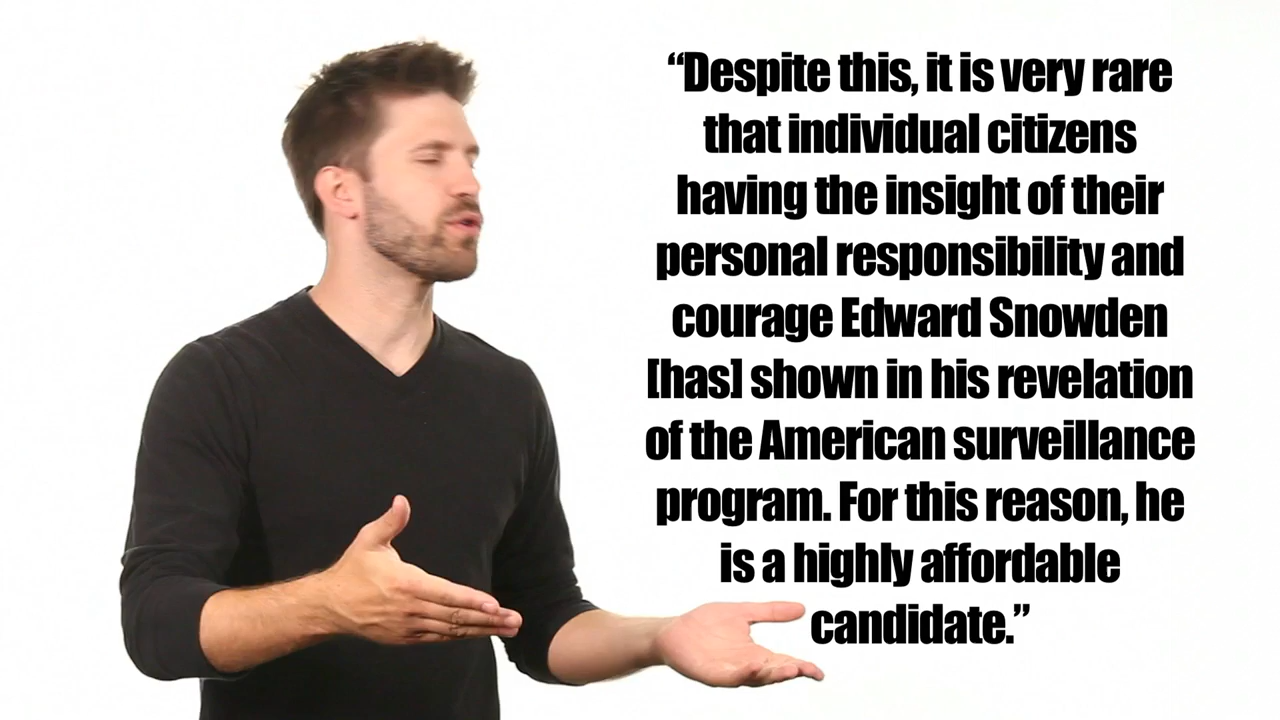 “Despite this, it is very rare
that individual citizens
having the insight of their
personal responsibility and
courage Edward Snowden
[has] shown in his revelation
of the American surveillance
program. For this reason, he
is a highly affordable
candidate.”